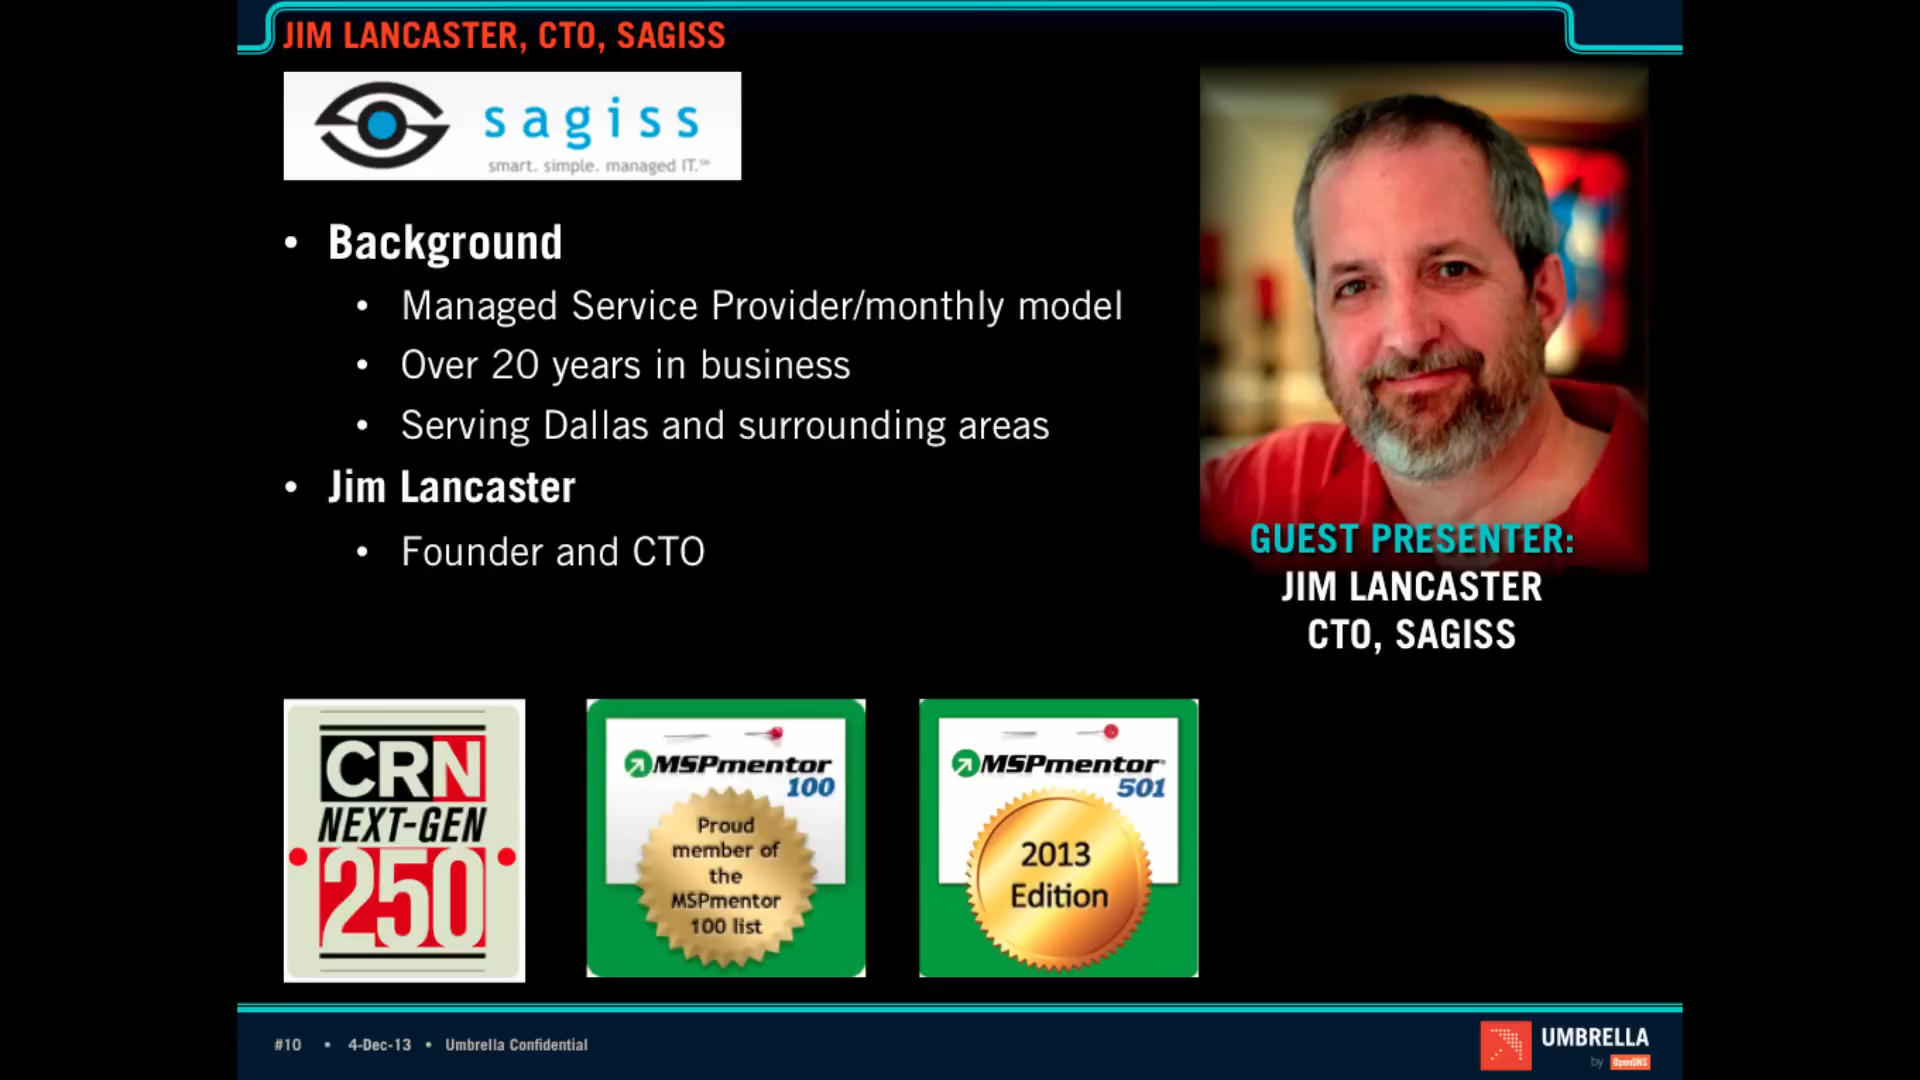 JIM LANCASTER, CTO, SAGISS
sagiss
smart. simple. managed IT.℠
• Background
• Managed Service Provider/monthly model
• Over 20 years in business
• Serving Dallas and surrounding areas
• Jim Lancaster
• Founder and CTO
GUEST PRESENTER:
JIM LANCASTER
CTO, SAGISS
CRN
NEXT-GEN
250
MSPmentor
100
Proud
member of
the
MSPmentor
100 list
MSPmentor
501
2013
Edition
#10 • 4-Dec-13 • Umbrella Confidential
UMBRELLA
by OpenDNS